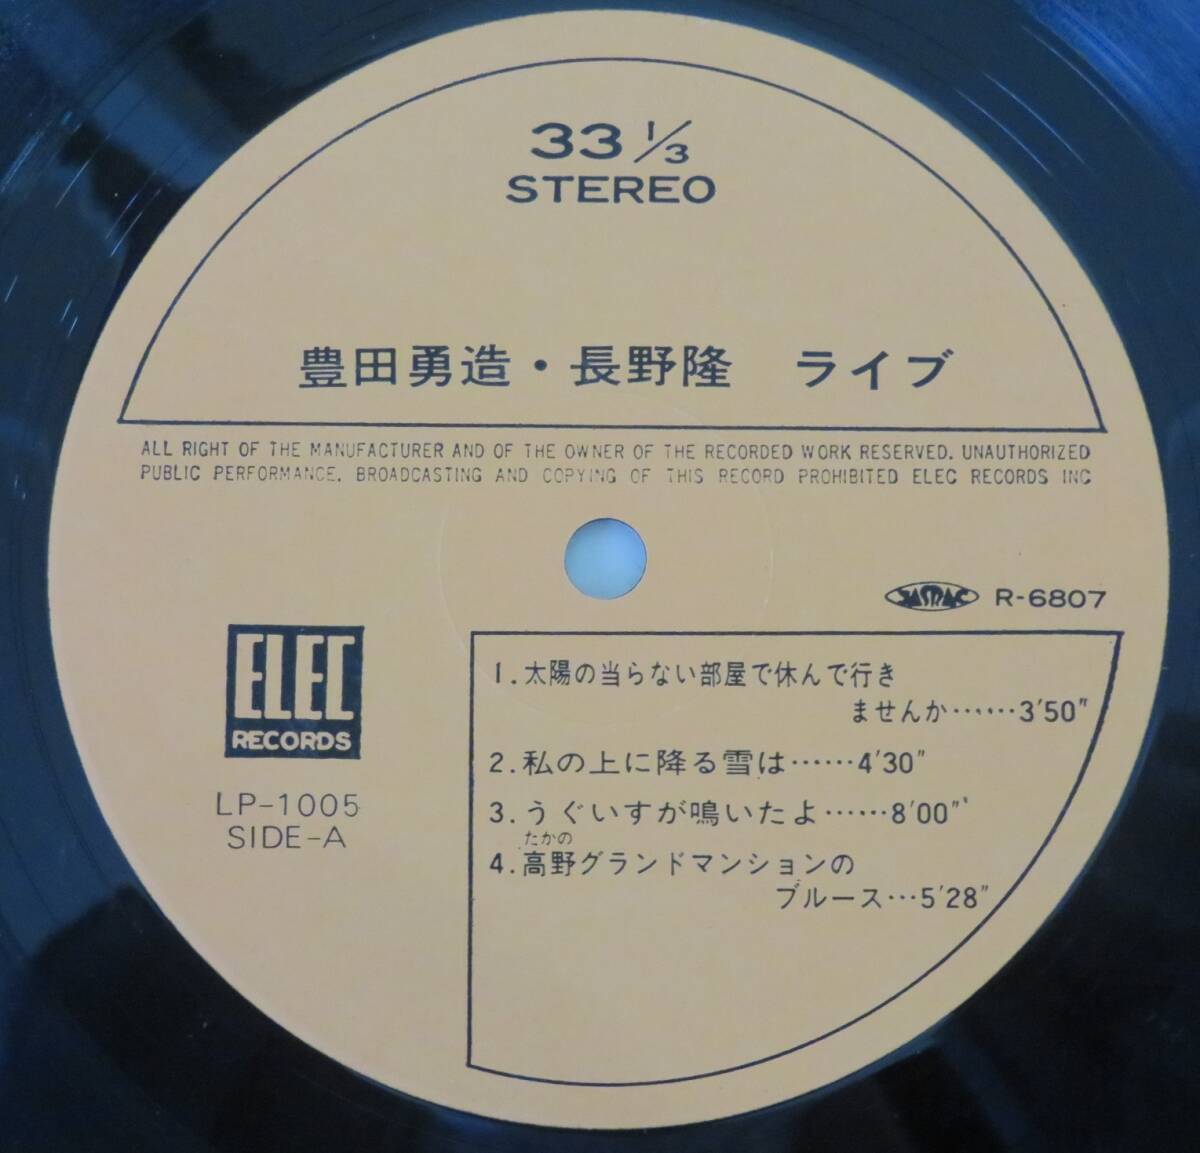 33 1/3
STEREO
豊田勇造・長野隆 ライブ
ALL RIGHT OF THE MANUFACTURER AND OF THE OWNER OF THE RECORDED WORK RESERVED. UNAUTHORIZED
PUBLIC PERFORMANCE. BROADCASTING AND COPYING OF THIS RECORD PROHIBITED ELEC RECORDS INC
JASRAC R-6807
ELEC
RECORDS
LP-1005
SIDE-A
1.太陽の当らない部屋で休んで行き
ませんか……3′50″
2.私の上に降る雪は……4′30″
3.うぐいすが鳴いたよ……8′00″
たかの
4.高野グランドマンションの
ブルース…5′28″